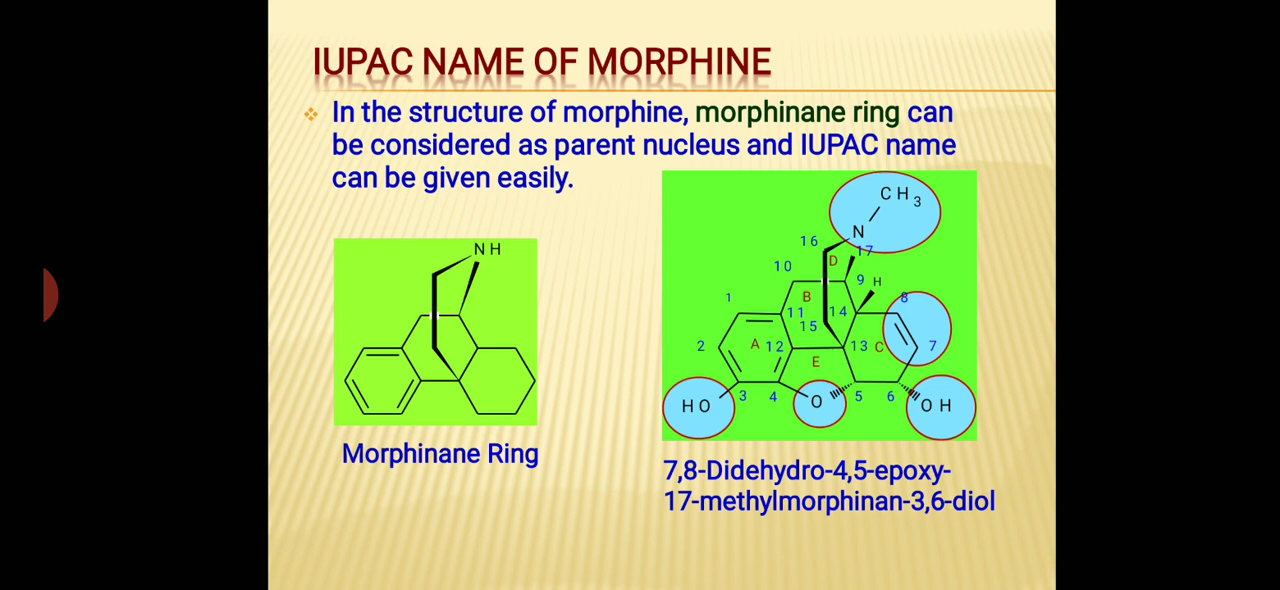 IUPAC NAME OF MORPHINE
❖ In the structure of morphine, morphinane ring can
be considered as parent nucleus and IUPAC name
can be given easily.
NH
Morphinane Ring
CH3
N
16
17
D
10
9
H
1
B
8
11
14
15
2
A
12
13
C
7
E
HO
3
4
O
5
6
OH
7,8-Didehydro-4,5-epoxy-
17-methylmorphinan-3,6-diol